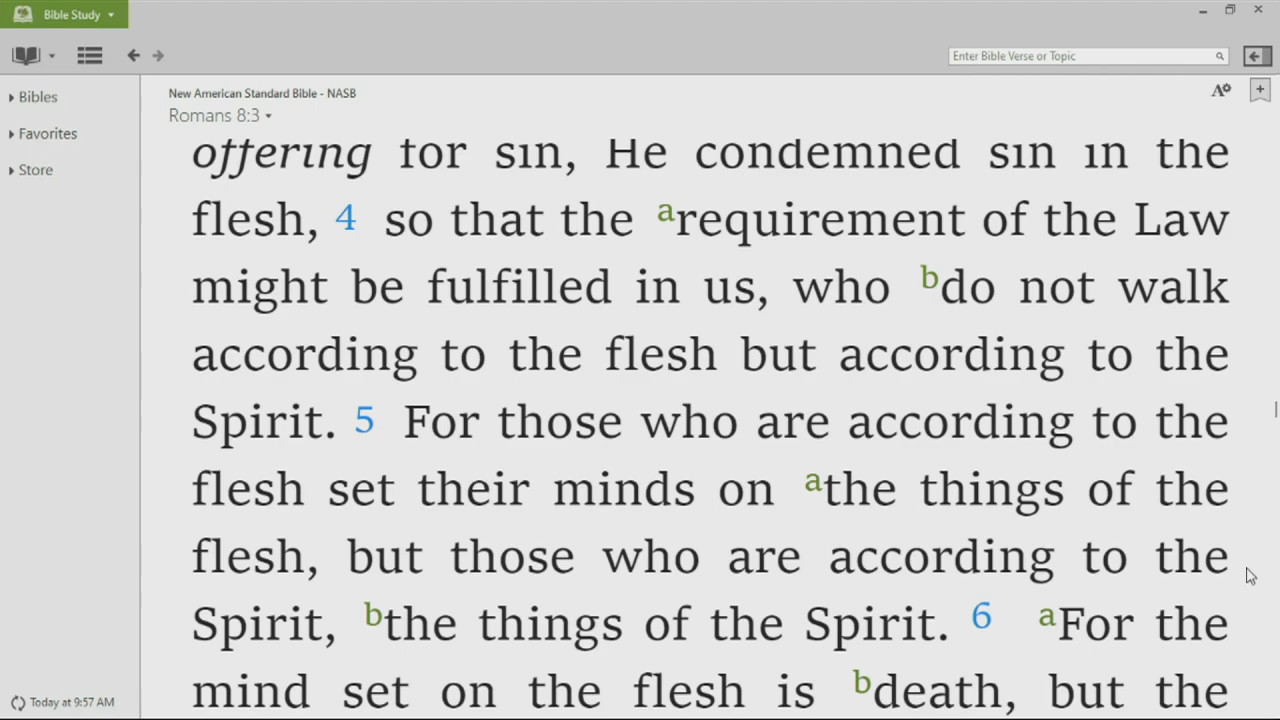 Bible Study
Enter Bible Verse or Topic
Bibles
Favorites
Store
Today at 9:57 AM
New American Standard Bible - NASB
Romans 8:3
A
offering for sin, He condemned sin in the
flesh, 4 so that the arequirement of the Law
might be fulfilled in us, who bdo not walk
according to the flesh but according to the
Spirit. 5 For those who are according to the
flesh set their minds on athe things of the
flesh, but those who are according to the
Spirit, bthe things of the Spirit. 6 aFor the
mind set on the flesh is bdeath, but the